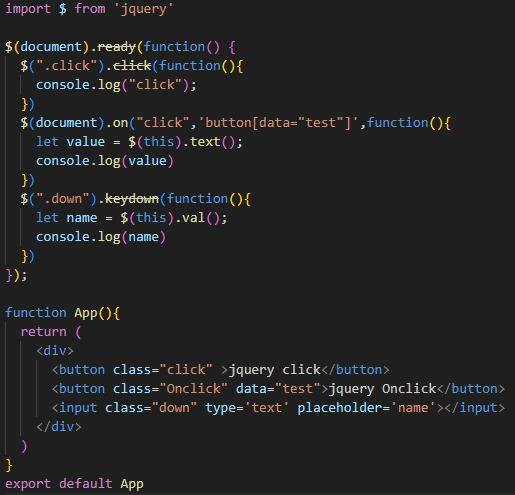 import $ from 'jquery'
$(document).ready(function() {
$(".click").click(function(){
console.log("click");
})
$(document).on("click",'button[data="test"]',function(){
let value = $(this).text();
console.log(value)
})
$(".down").keydown(function(){
let name = $(this).val();
console.log(name)
})
});
function App(){
return (
<div>
<button class="click" >jquery click</button>
<button class="Onclick" data="test">jquery Onclick</button>
<input class="down" type='text' placeholder='name'></input>
</div>
)
}
export default App